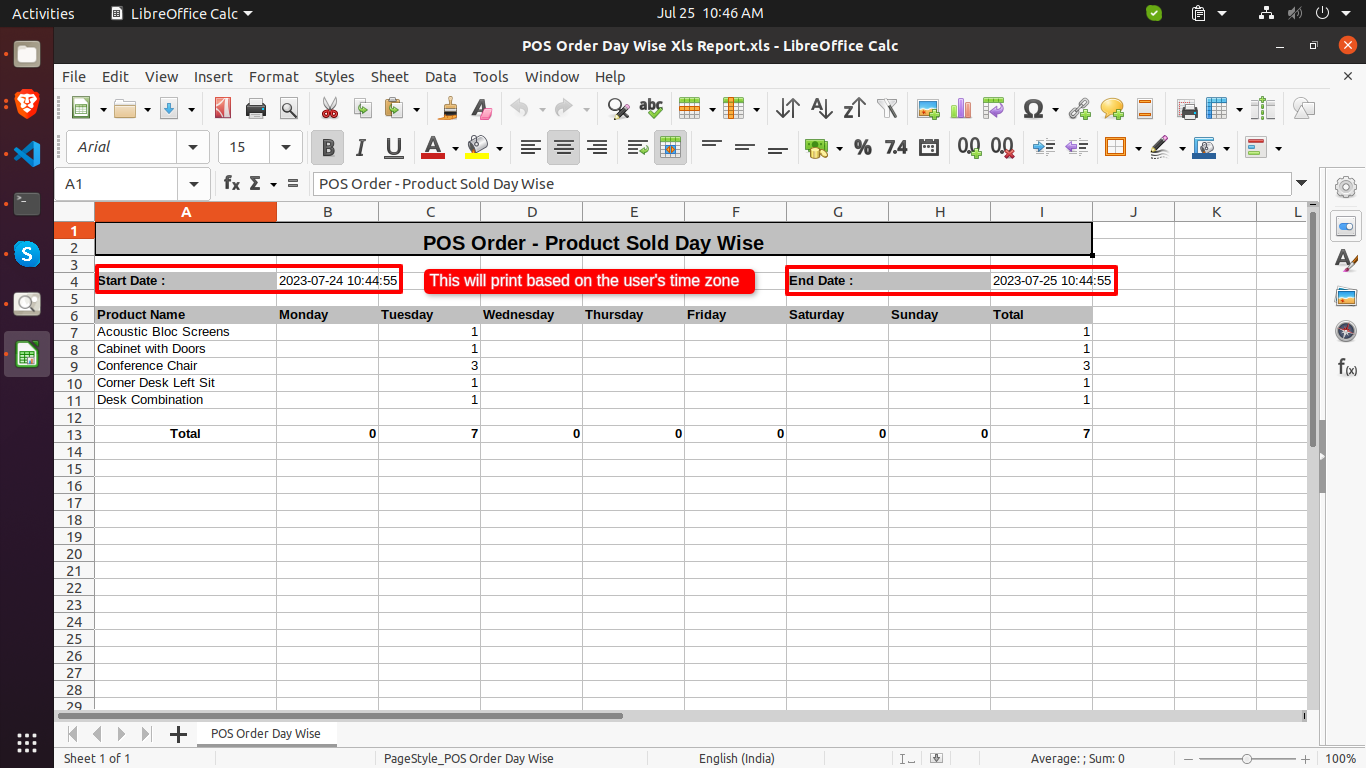 Activities LibreOffice Calc Jul 25 10:46 AM
POS Order Day Wise Xls Report.xls - LibreOffice Calc
File Edit View Insert Format Styles Sheet Data Tools Window Help
Arial 15 B I U A % 7.4 0.0 0.0
A1 fx Σ = POS Order - Product Sold Day Wise
A B C D E F G H I J K L
1
POS Order - Product Sold Day Wise
2
3
4 Start Date : 2023-07-24 10:44:55 This will print based on the user's time zone End Date : 2023-07-25 10:44:55
5
6 Product Name Monday Tuesday Wednesday Thursday Friday Saturday Sunday Total
7 Acoustic Bloc Screens 1 1
8 Cabinet with Doors 1 1
9 Conference Chair 3 3
10 Corner Desk Left Sit 1 1
11 Desk Combination 1 1
12
13 Total 0 7 0 0 0 0 0 7
14
15
16
17
18
19
20
21
22
23
24
25
26
27
28
29
POS Order Day Wise
Sheet 1 of 1 PageStyle_POS Order Day Wise English (India) Average: ; Sum: 0 100%